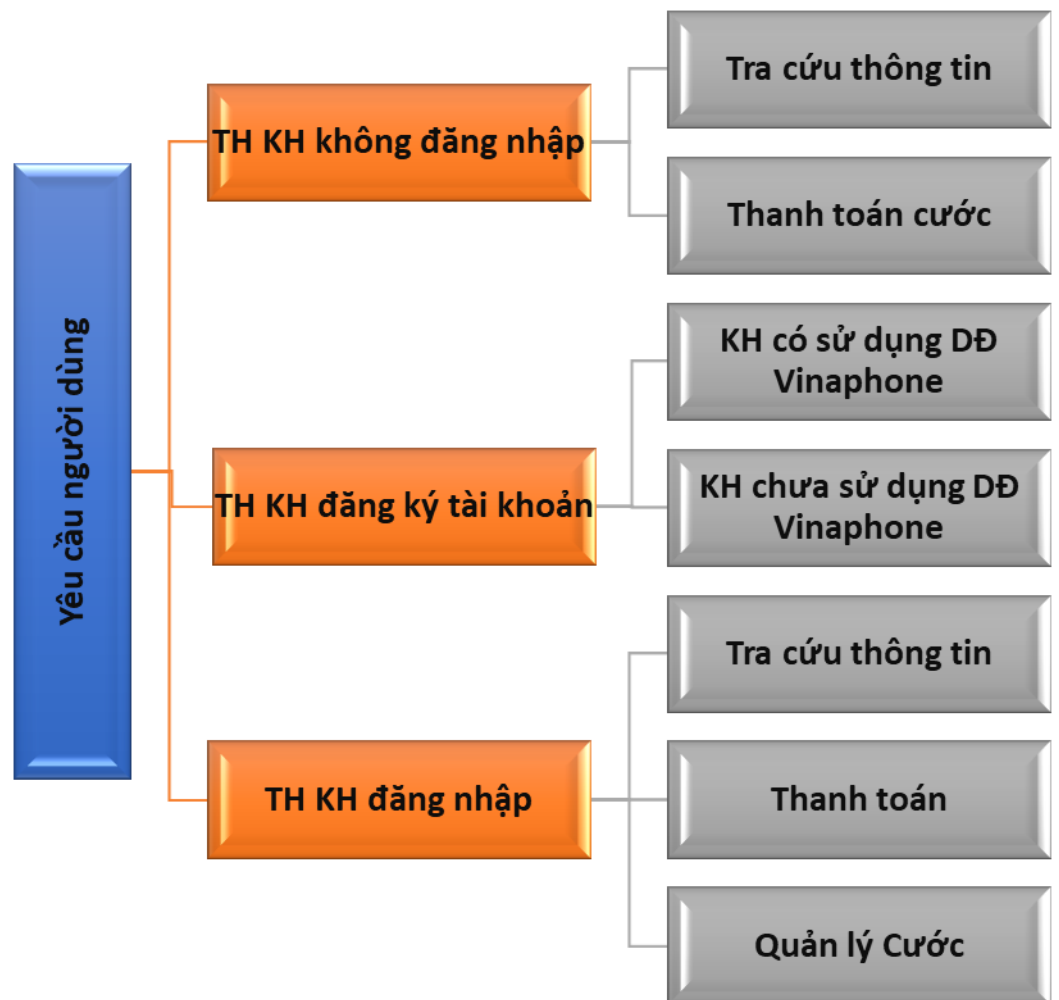 Yêu cầu người dùng
TH KH không đăng nhập
Tra cứu thông tin
Thanh toán cước
TH KH đăng ký tài khoản
KH có sử dụng DĐ
Vinaphone
KH chưa sử dụng DĐ
Vinaphone
TH KH đăng nhập
Tra cứu thông tin
Thanh toán
Quản lý Cước